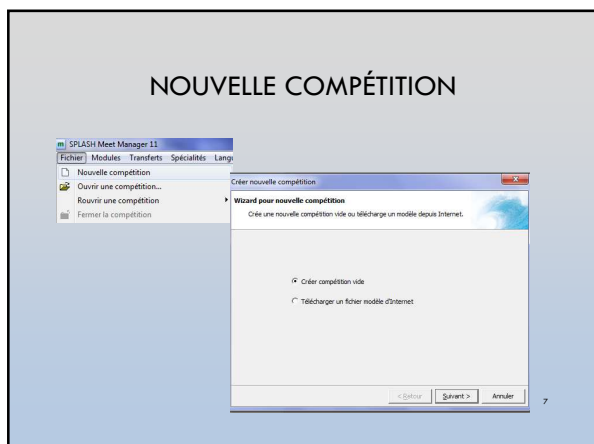 NOUVELLE COMPÉTITION
m SPLASH Meet Manager 11
Fichier Modules Transferts Spécialités Langu
Nouvelle compétition
Ouvrir une compétition...
Rouvrir une compétition
Fermer la compétition
Créer nouvelle compétition
Wizard pour nouvelle compétition
Crée une nouvelle compétition vide ou télécharge un modèle depuis Internet.
Créer compétition vide
Télécharger un fichier modèle d'Internet
< Retour Suivant > Annuler
7